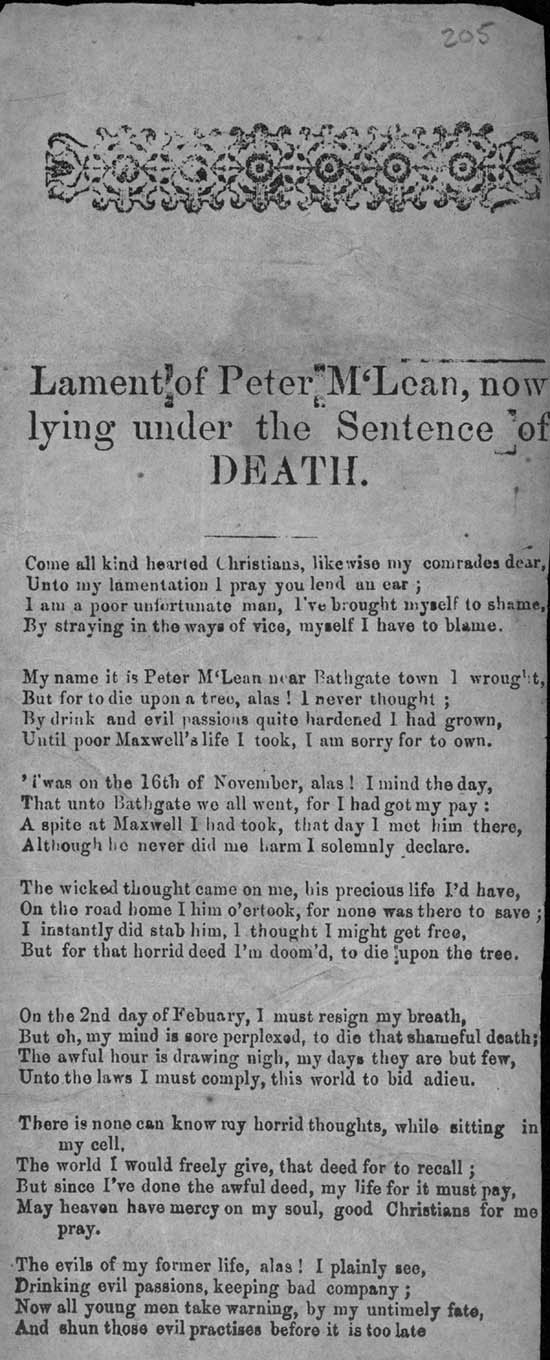 205
Lament of Peter M‘Lean, now
lying under the Sentence of
DEATH.
Come all kind hearted Christians, likewise my comrades dear,
Unto my lamentation I pray you lend an ear ;
I am a poor unfortunate man, I've brought myself to shame,
By straying in the ways of vice, myself I have to blame.
My name it is Peter M‘Lean near Bathgate town I wrought,
But for to die upon a tree, alas ! I never thought ;
By drink and evil passions quite hardened I had grown,
Until poor Maxwell's life I took, I am sorry for to own.
'Twas on the 16th of November, alas ! I mind the day,
That unto Bathgate we all went, for I had got my pay :
A spite at Maxwell I had took, that day I met him there,
Although he never did me harm I solemnly declare.
The wicked thought came on me, his precious life I'd have,
On the road home I him o'ertook, for none was there to save ;
I instantly did stab him, I thought I might get free,
But for that horrid deed I'm doom'd, to die upon the tree.
On the 2nd day of Febuary, I must resign my breath,
But oh, my mind is sore perplexed, to die that shameful death;
The awful hour is drawing nigh, my days they are but few,
Unto the laws I must comply, this world to bid adieu.
There is none can know my horrid thoughts, while sitting in
my cell,
The world I would freely give, that deed for to recall ;
But since I've done the awful deed, my life for it must pay,
May heaven have mercy on my soul, good Christians for me
pray.
The evils of my former life, alas ! I plainly see,
Drinking evil passions, keeping bad company ;
Now all young men take warning, by my untimely fate,
And shun those evil practises before it is too late